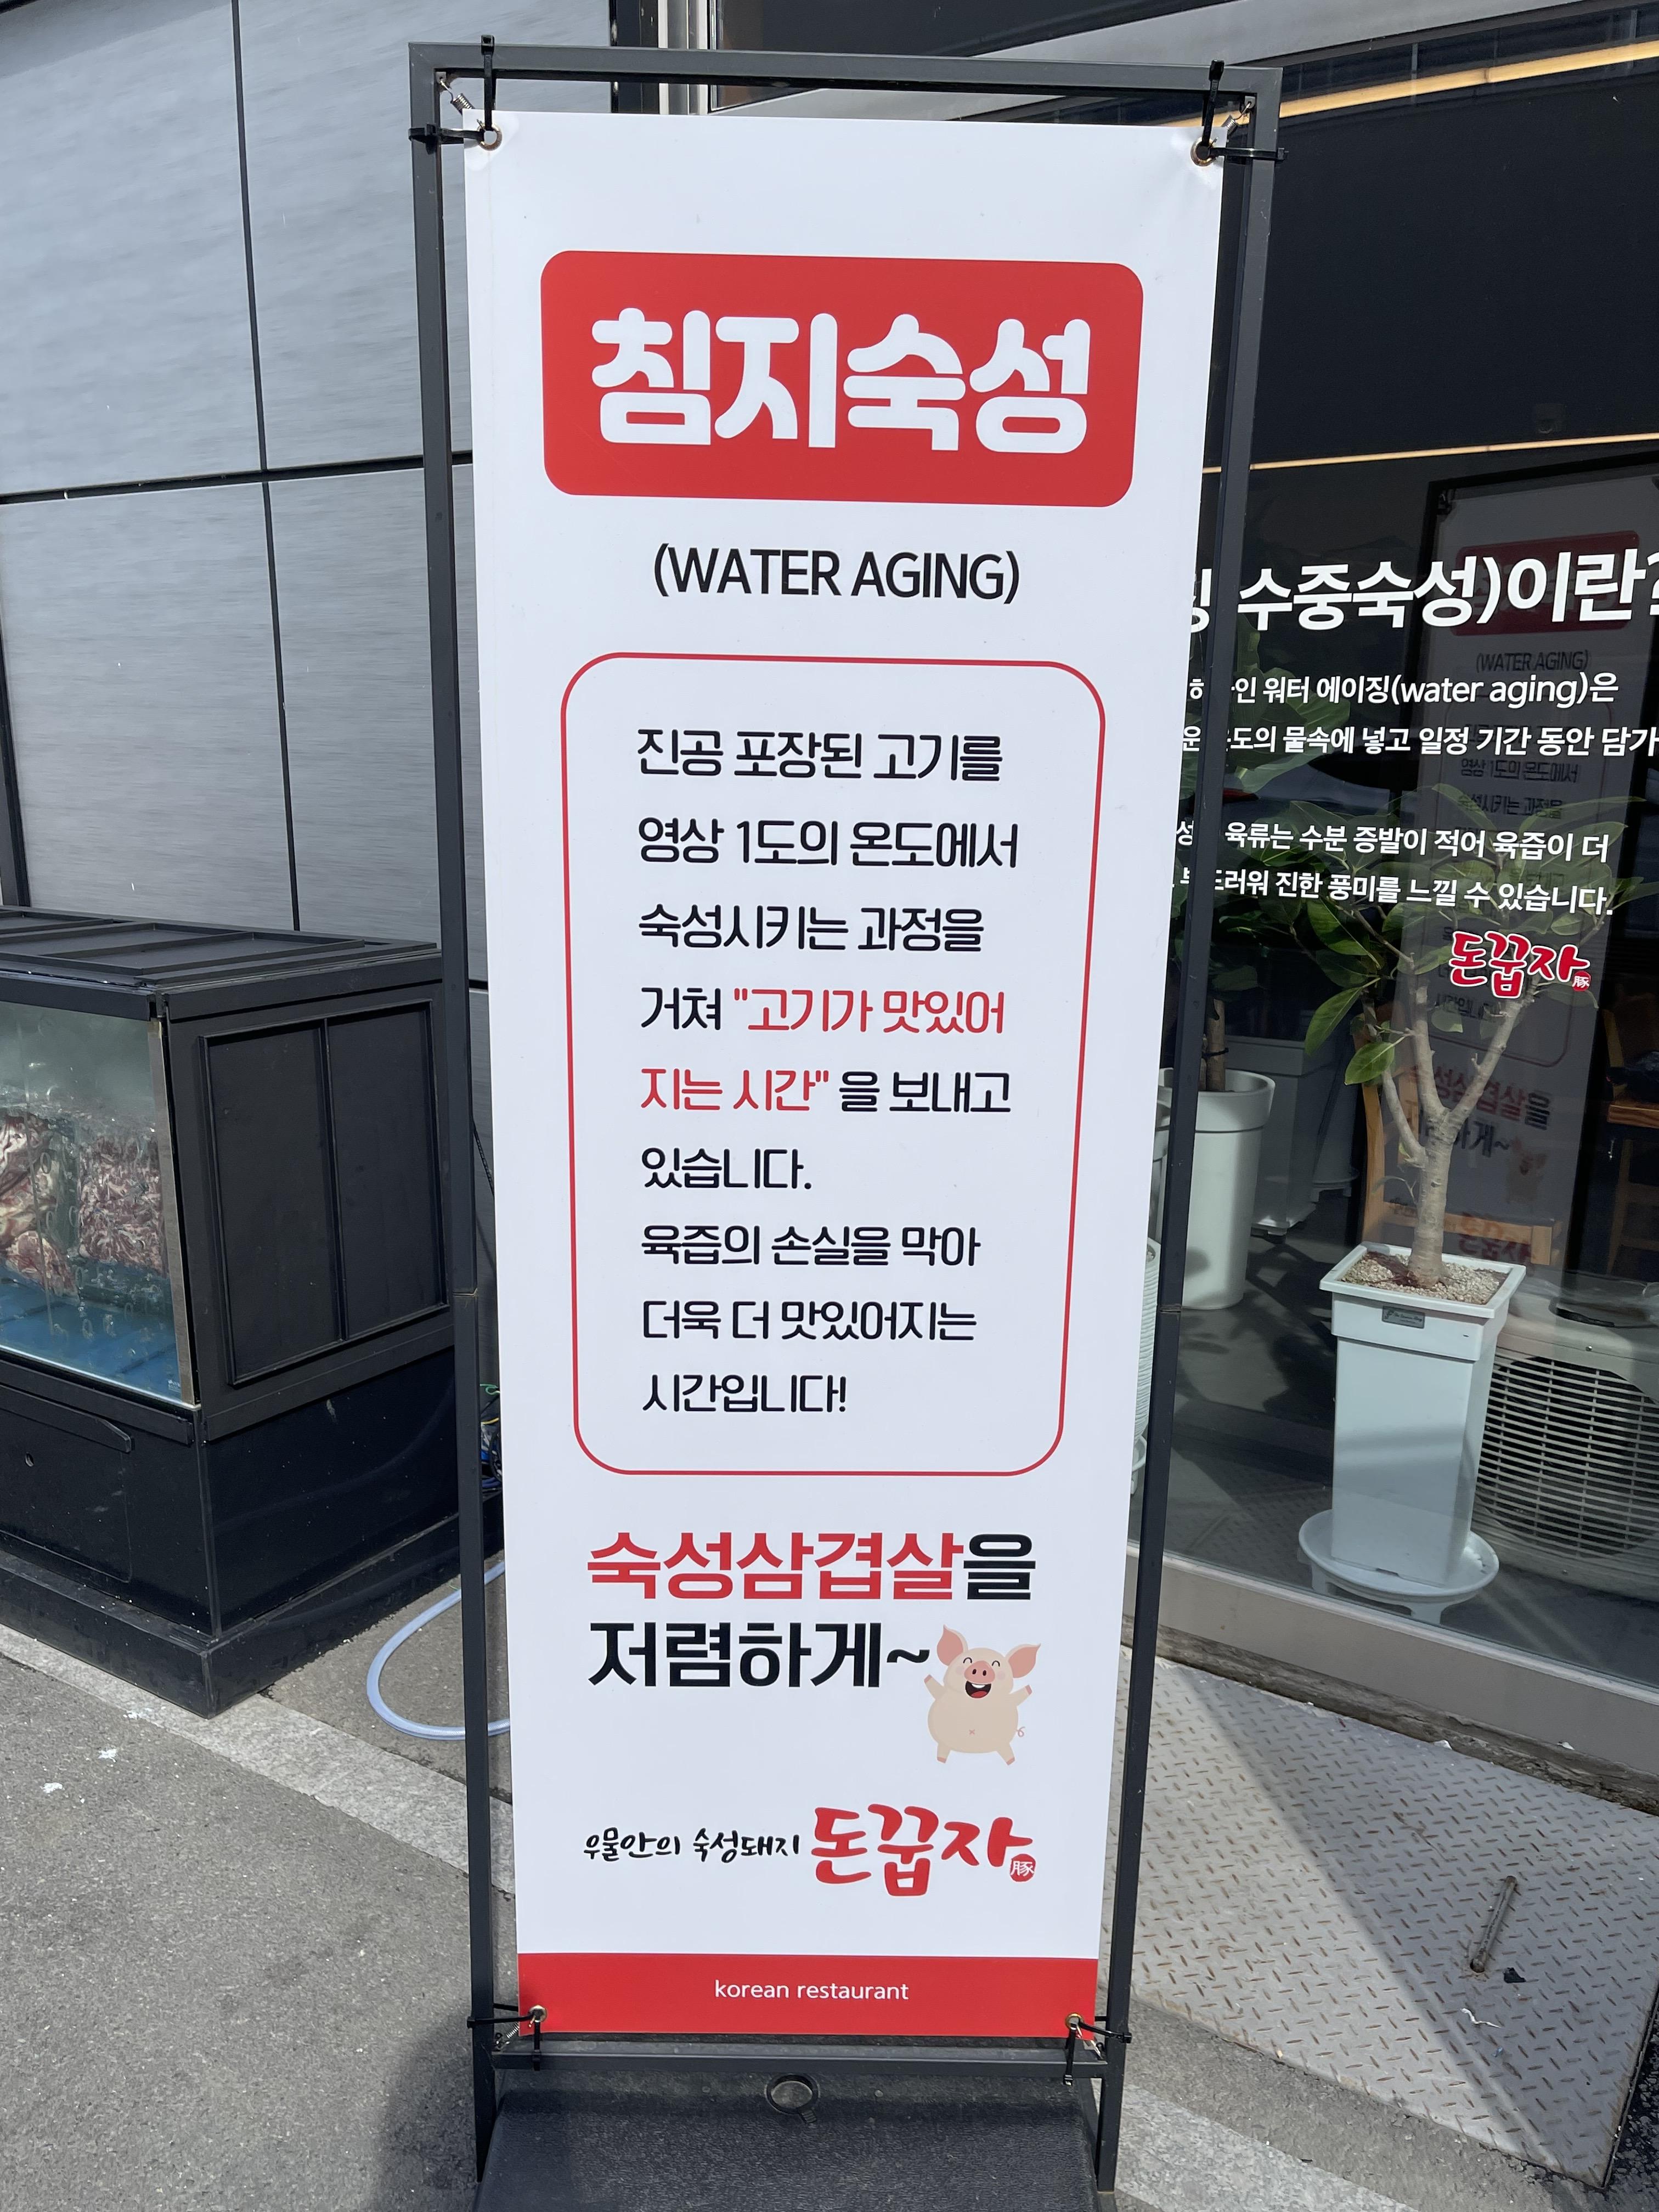 침지숙성
(WATER AGING)
진공 포장된 고기를
영상 1도의 온도에서
숙성시키는 과정을
거쳐 "고기가 맛있어
지는 시간" 을 보내고
있습니다.
육즙의 손실을 막아
더욱 더 맛있어지는
시간입니다!
숙성삼겹살을
저렴하게~
우물안의 숙성돼지 돈꿉자 豚
korean restaurant
수중숙성)이란?
워터 에이징(water aging)은
물속에 넣고 일정 기간 동안 담가
육류는 수분 증발이 적어 육즙이 더
진한 풍미를 느낄 수 있습니다.
돈꿉자 豚
(WATER AGING)